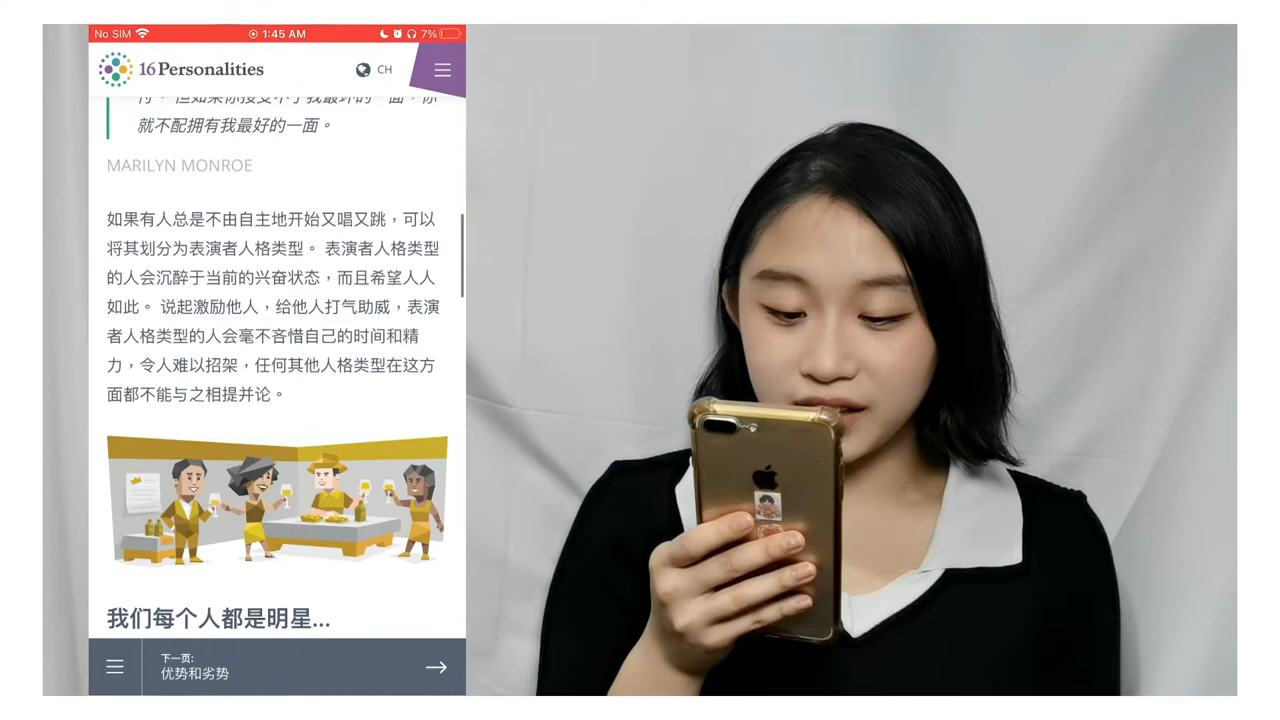 No SIM
1:45 AM
7%
16Personalities
CH
就不配拥有我最好的一面。
MARILYN MONROE
如果有人总是不由自主地开始又唱又跳，可以
将其划分为表演者人格类型。 表演者人格类型
的人会沉醉于当前的兴奋状态，而且希望人人
如此。 说起激励他人，给他人打气助威，表演
者人格类型的人会毫不吝惜自己的时间和精
力，令人难以招架，任何其他人格类型在这方
面都不能与之相提并论。
我们每个人都是明星...
下一页:
优势和劣势